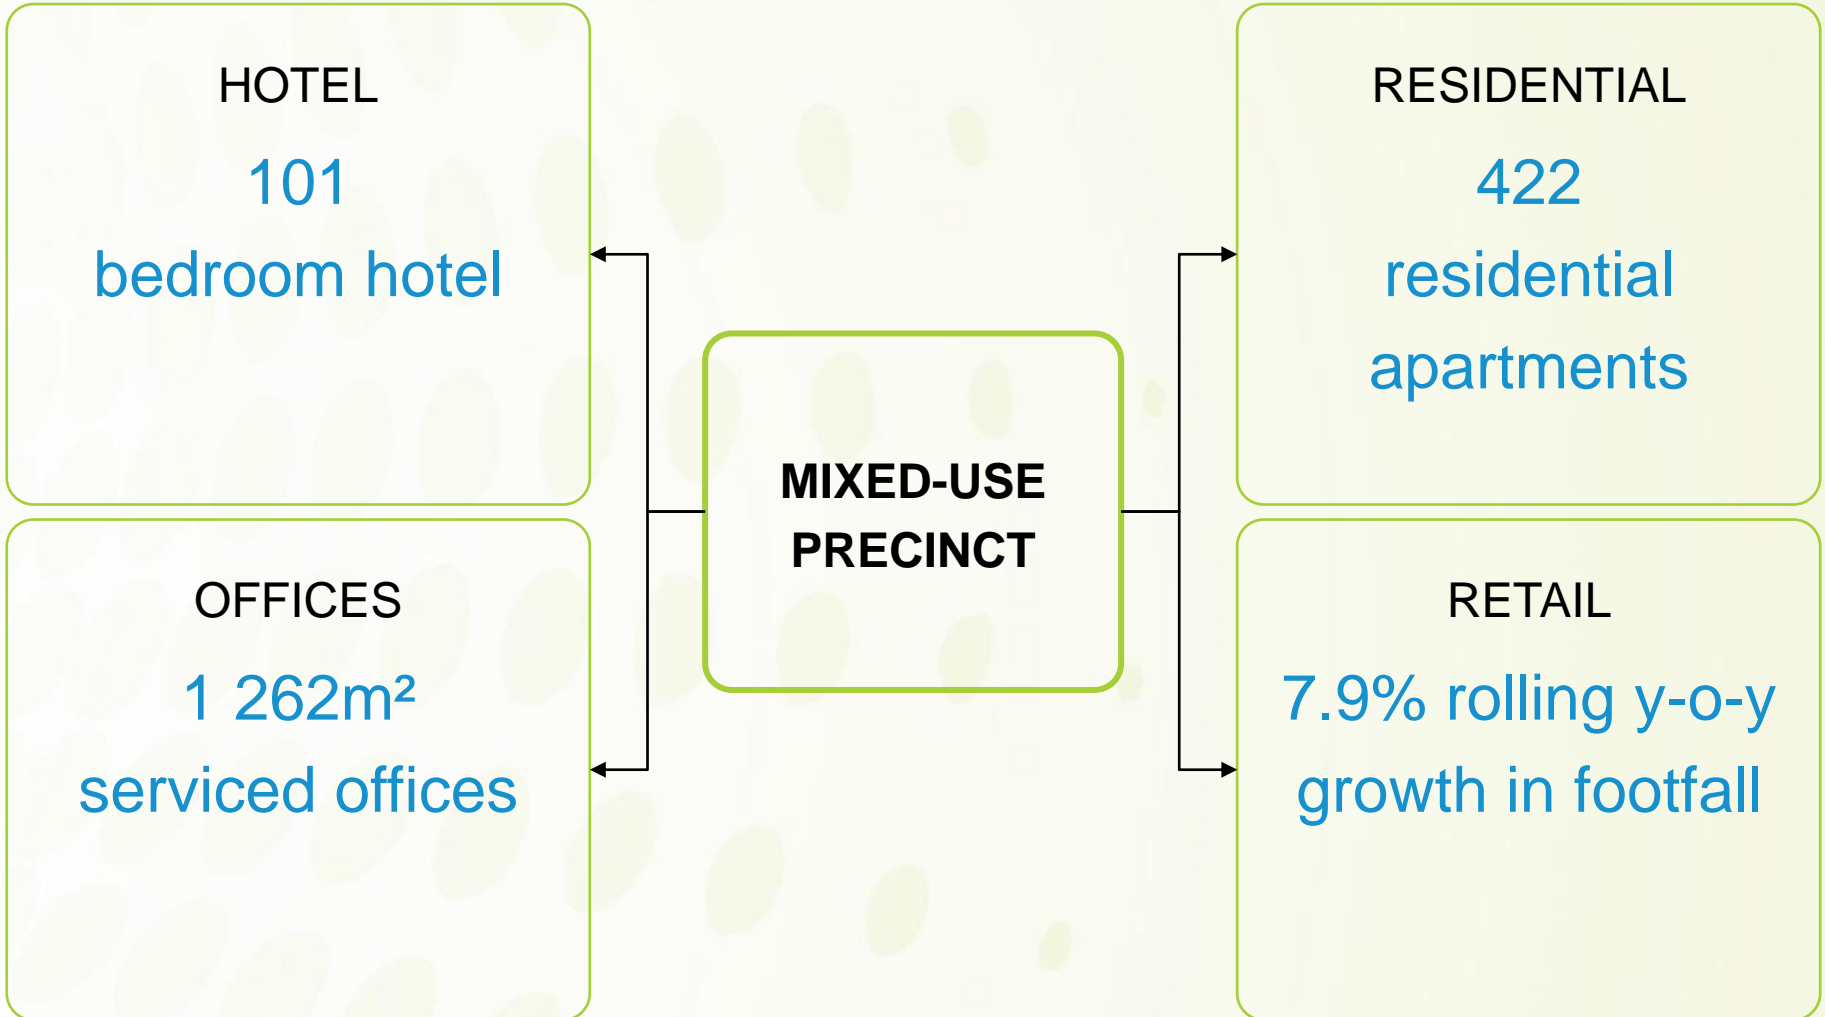 HOTEL
101
bedroom hotel
RESIDENTIAL
422
residential
apartments
MIXED-USE
PRECINCT
OFFICES
1 262m²
serviced offices
RETAIL
7.9% rolling y-o-y
growth in footfall